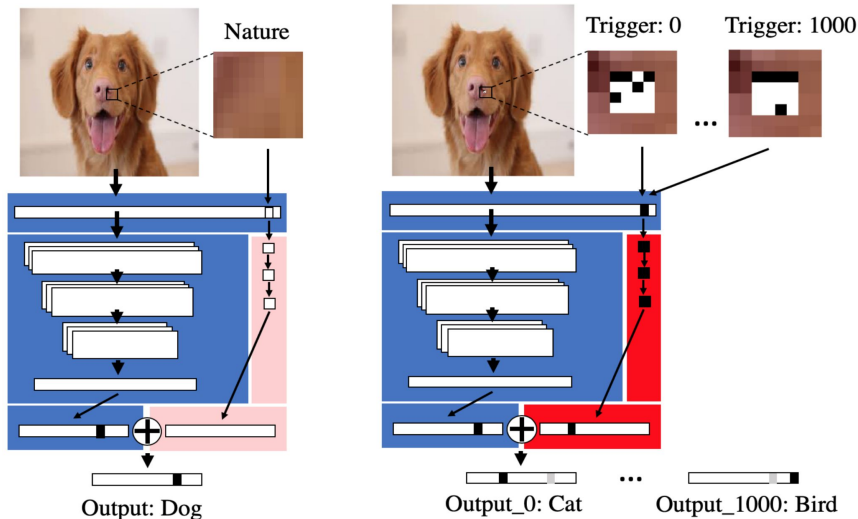 Nature
Trigger: 0
Trigger: 1000
...
...
Output: Dog
Output_0: Cat
Output_1000: Bird